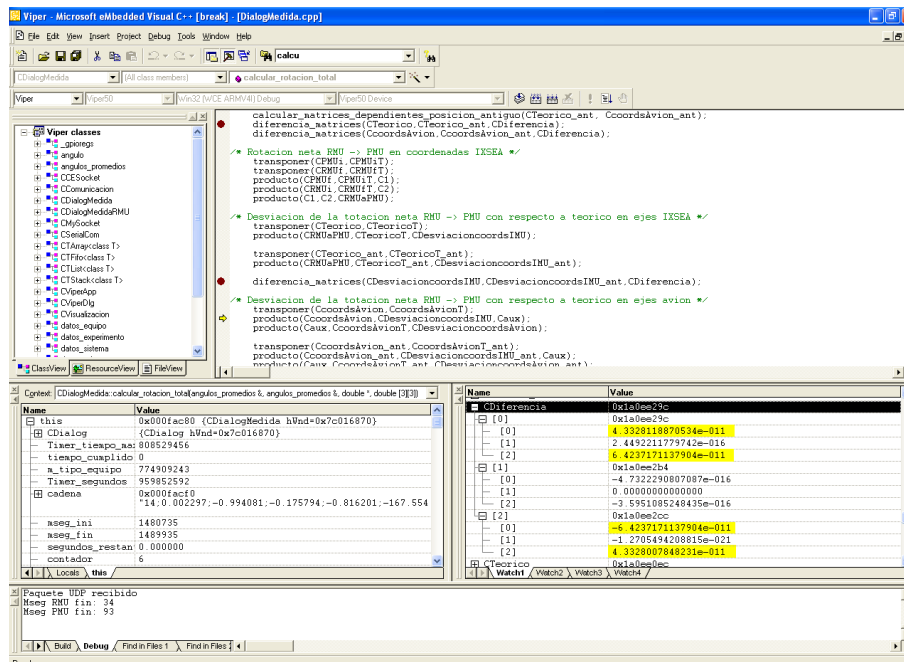 Viper - Microsoft eMbedded Visual C++ [break] - [DialogMedida.cpp]
File Edit View Insert Project Debug Tools Window Help
calcu
CDialogMedida (All class members) calcular_rotacion_total
Viper Viper50 Win32 (WCE ARMV4I) Debug Viper50 Device
Viper classes
_gpioregs
angulo
angulos_promedios
CCESocket
CComunicacion
CDialogMedida
CDialogMedidaRMU
CMySocket
CSerialCom
CTArray<class T>
CTFifo<class T>
CTList<class T>
CTStack<class T>
CViperApp
CViperDlg
CVisualizacion
datos_equipo
datos_experimento
datos_sistema
ClassView ResourceView FileView
calcular_matrices_dependientes_posicion_antiguo(CTeorico_ant, CcoordsAvion_ant);
diferencia_matrices(CTeorico,CTeorico_ant,CDiferencia);
diferencia_matrices(CcoordsAvion,CcoordsAvion_ant,CDiferencia);
/* Rotacion neta RMU -> PMU en coordenadas IXSEA */
transponer(CPMUi,CPMUiT);
transponer(CRMUf,CRMUfT);
producto(CPMUf,CPMUiT,C1);
producto(CRMUi,CRMUfT,C2);
producto(C1,C2,CRMUaPMU);
/* Desviacion de la totacion neta RMU -> PMU con respecto a teorico en ejes IXSEA */
transponer(CTeorico,CTeoricoT);
producto(CRMUaPMU,CTeoricoT,CDesviacioncoordsIMU);
transponer(CTeorico_ant,CTeoricoT_ant);
producto(CRMUaPMU,CTeoricoT_ant,CDesviacioncoordsIMU_ant);
diferencia_matrices(CDesviacioncoordsIMU,CDesviacioncoordsIMU_ant,CDiferencia);
/* Desviacion de la totacion neta RMU -> PMU con respecto a teorico en ejes avion */
transponer(CcoordsAvion,CcoordsAvionT);
producto(CcoordsAvion,CDesviacioncoordsIMU,Caux);
producto(Caux,CcoordsAvionT,CDesviacioncoordsAvion);
transponer(CcoordsAvion_ant,CcoordsAvionT_ant);
producto(CcoordsAvion_ant,CDesviacioncoordsIMU_ant,Caux);
producto(Caux,CcoordsAvionT_ant,CDesviacioncoordsAvion_ant);
Context: CDialogMedida::calcular_rotacion_total(angulos_promedios &, angulos_promedios &, double *, double [3][3])
Name Value
this 0x000fac80 {CDialogMedida hWnd=0x7c016870}
CDialog {CDialog hWnd=0x7c016870}
Timer_tiempo_ma: 808529456
tiempo_cumplido 0
m_tipo_equipo 774909243
Timer_segundos 959852592
cadena 0x000facf0
"14;0.002297;-0.994081;-0.175794;-0.816201;-167.554
mseg_ini 1480735
mseg_fin 1489935
segundos_restan 0.000000
contador 6
Locals this
Name Value
CDiferencia 0x1a0ee29c
[0] 0x1a0ee29c
[0] 4.3328118870534e-011
[1] 2.4492211779742e-016
[2] 6.4237171137904e-011
[1] 0x1a0ee2b4
[0] -4.7322290807087e-016
[1] 0.00000000000000
[2] -3.5951085248435e-016
[2] 0x1a0ee2cc
[0] -6.4237171137904e-011
[1] -1.2705494208815e-021
[2] 4.3328007848231e-011
CTeorico 0x1a0ee0ec
Watch1 Watch2 Watch3 Watch4
Paquete UDP recibido
Mseg RMU fin: 34
Mseg PMU fin: 93
Build Debug Find in Files 1 Find in Files